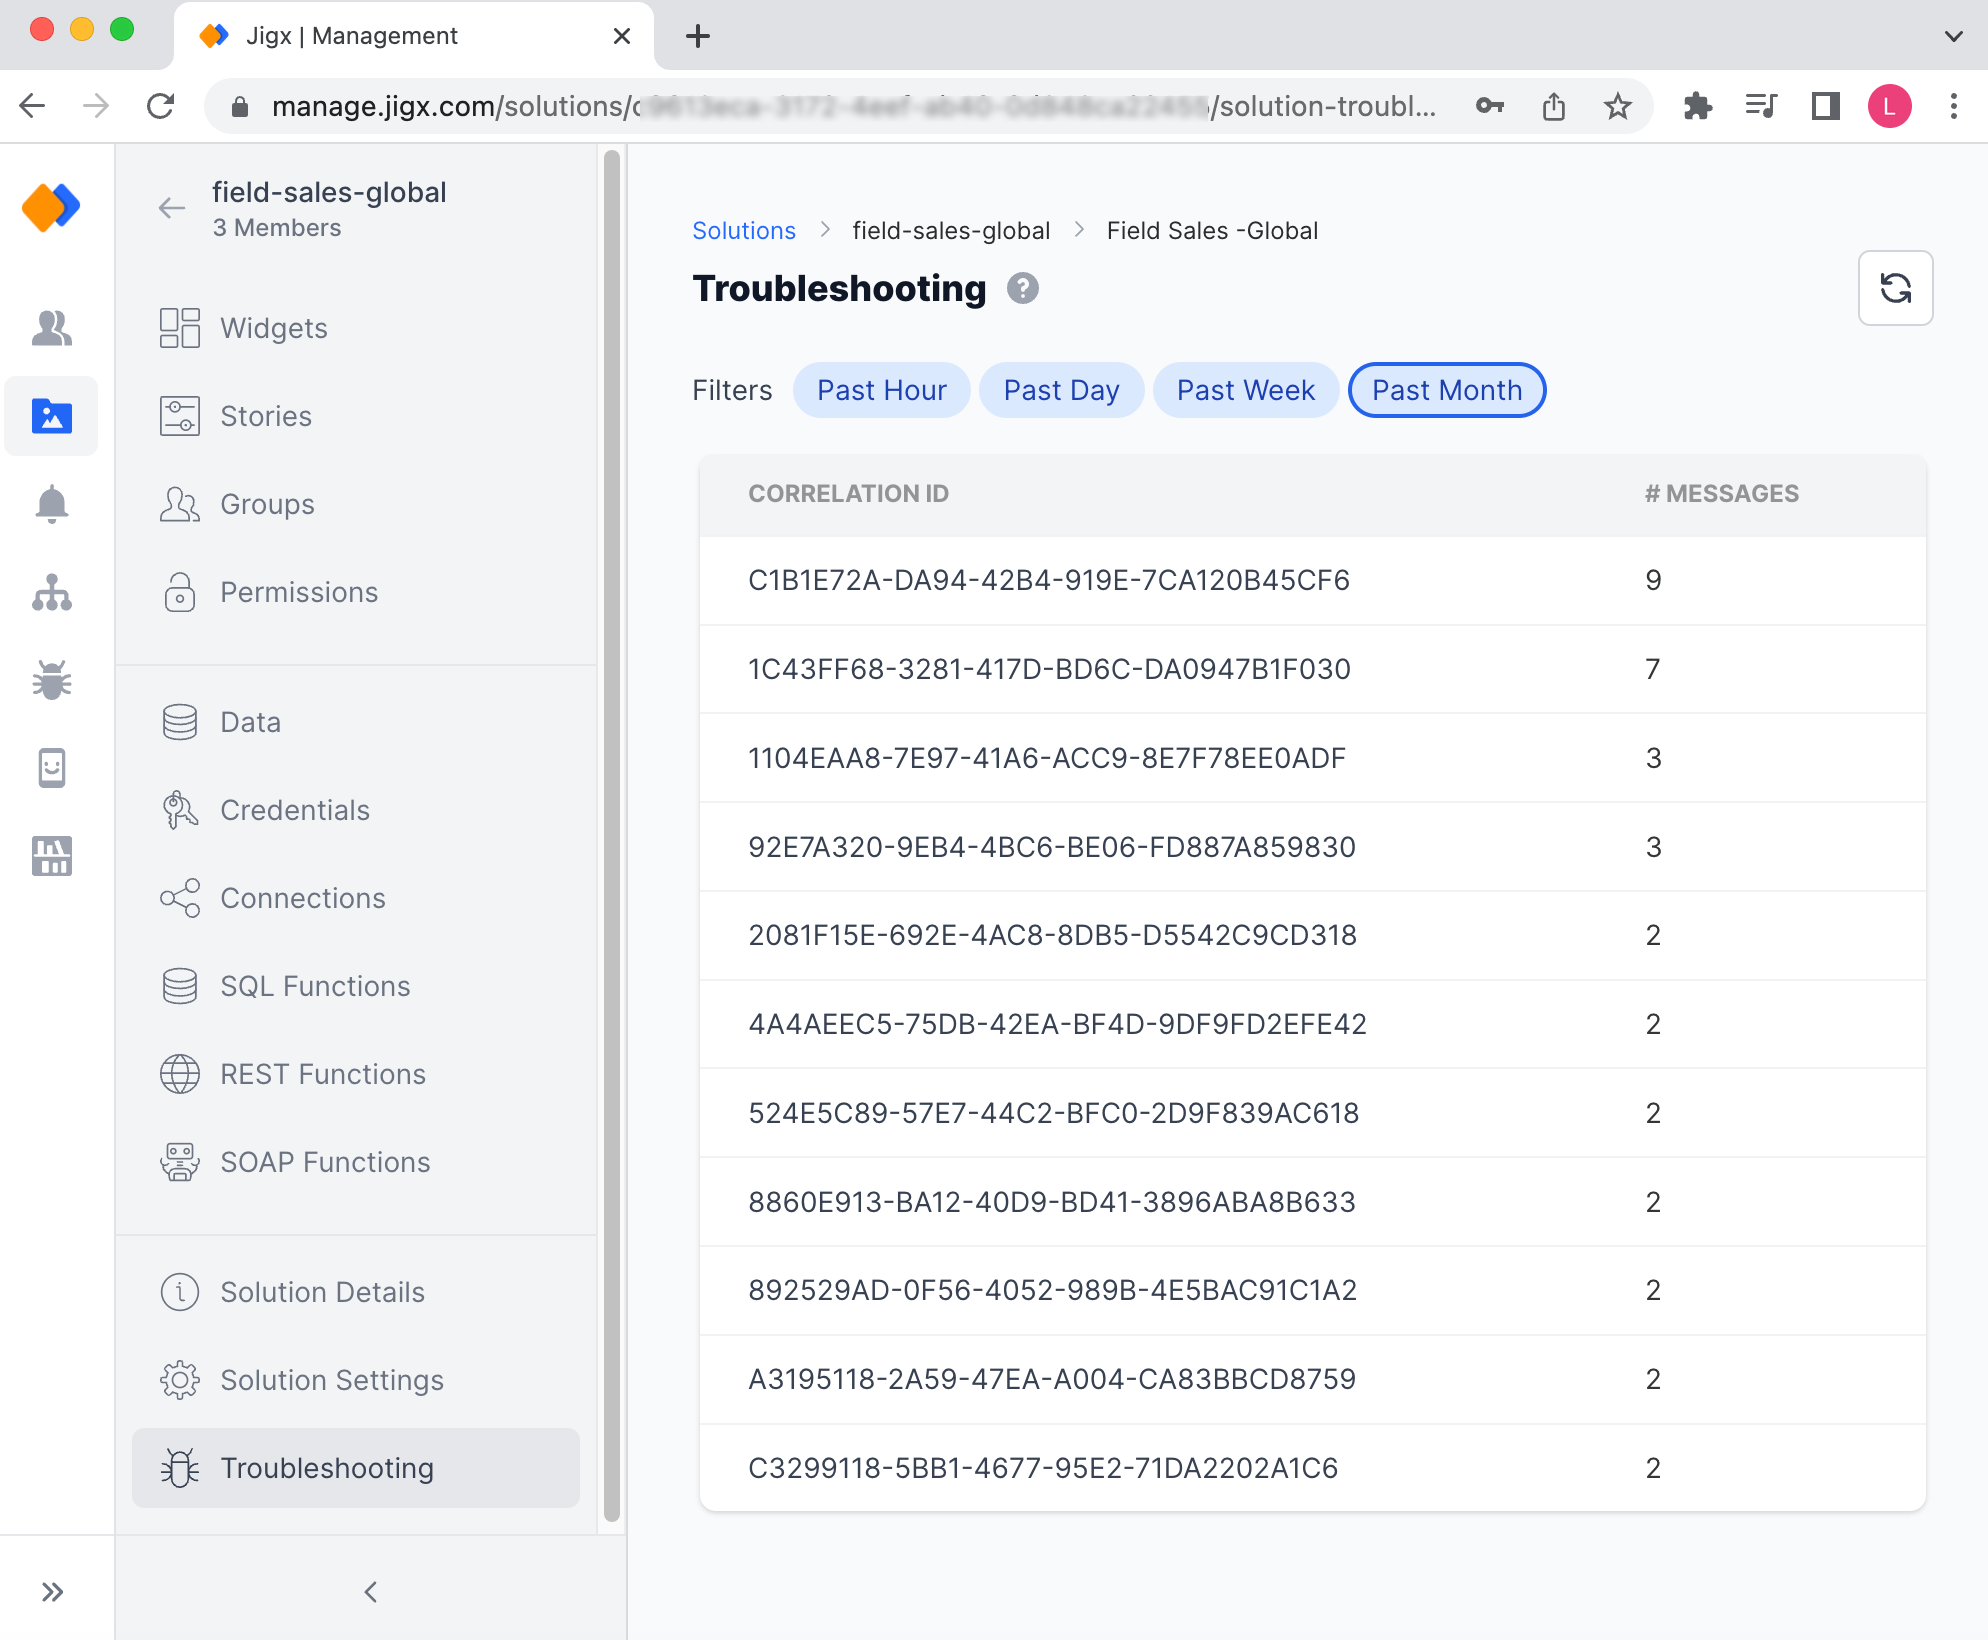 Jigx | Management
manage.jigx.com/solutions/ /solution-troubl...
L
field-sales-global
3 Members
Widgets
Stories
Groups
Permissions
Data
Credentials
Connections
SQL Functions
REST Functions
SOAP Functions
Solution Details
Solution Settings
Troubleshooting
Solutions > field-sales-global > Field Sales -Global
Troubleshooting ?
Filters Past Hour Past Day Past Week Past Month
CORRELATION ID # MESSAGES
C1B1E72A-DA94-42B4-919E-7CA120B45CF6 9
1C43FF68-3281-417D-BD6C-DA0947B1F030 7
1104EAA8-7E97-41A6-ACC9-8E7F78EE0ADF 3
92E7A320-9EB4-4BC6-BE06-FD887A859830 3
2081F15E-692E-4AC8-8DB5-D5542C9CD318 2
4A4AEEC5-75DB-42EA-BF4D-9DF9FD2EFE42 2
524E5C89-57E7-44C2-BFC0-2D9F839AC618 2
8860E913-BA12-40D9-BD41-3896ABA8B633 2
892529AD-0F56-4052-989B-4E5BAC91C1A2 2
A3195118-2A59-47EA-A004-CA83BBCD8759 2
C3299118-5BB1-4677-95E2-71DA2202A1C6 2